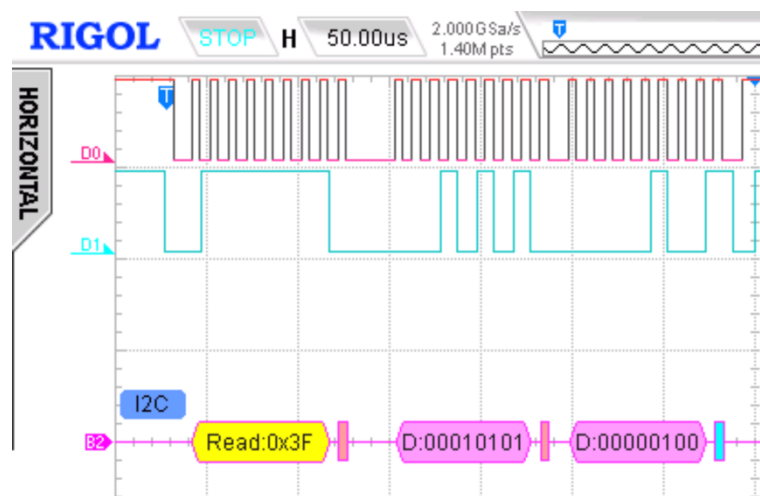 RIGOL STOP H 50.00us 2.000GSa/s
1.40M pts
T
HORIZONTAL
T
D0
D1
I2C
B2 Read:0x3F D:00010101 D:00000100